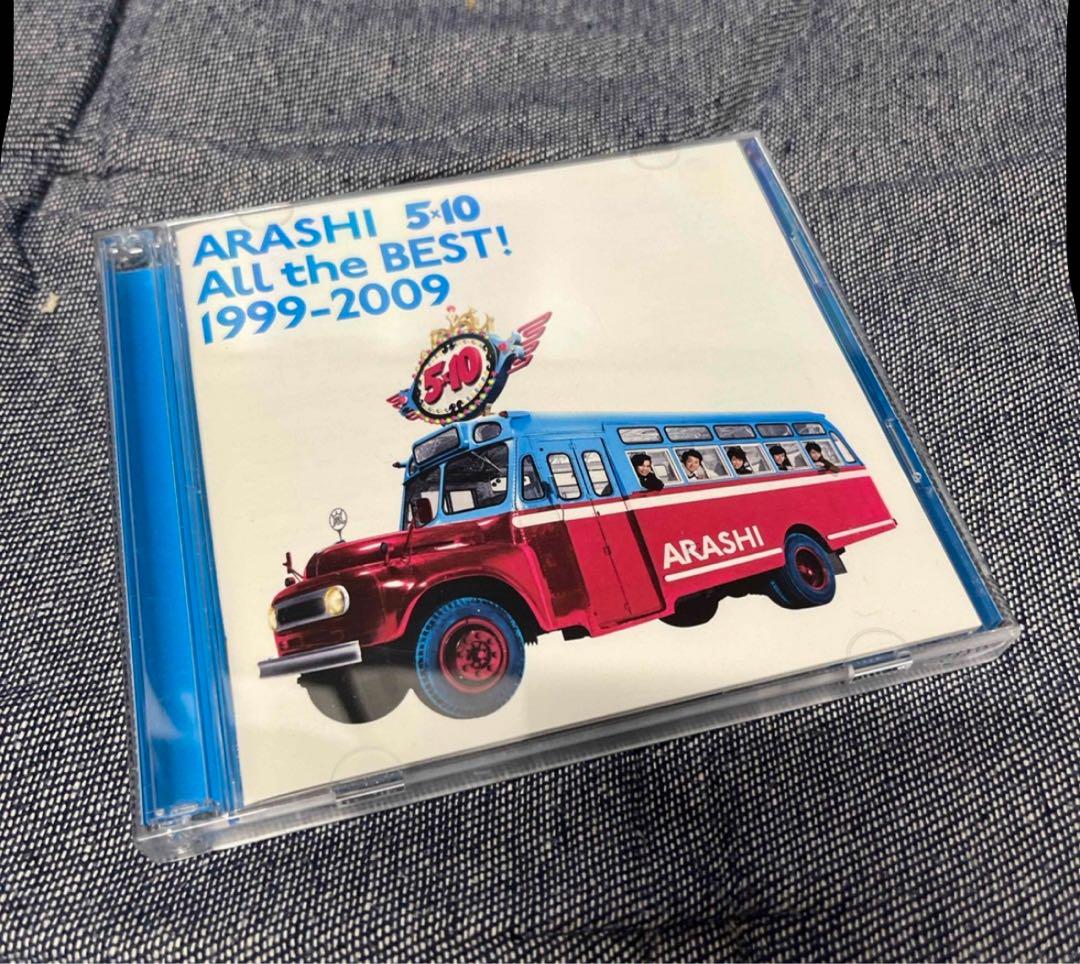 ARASHI 5×10
All the BEST!
1999-2009
5×10
ARASHI